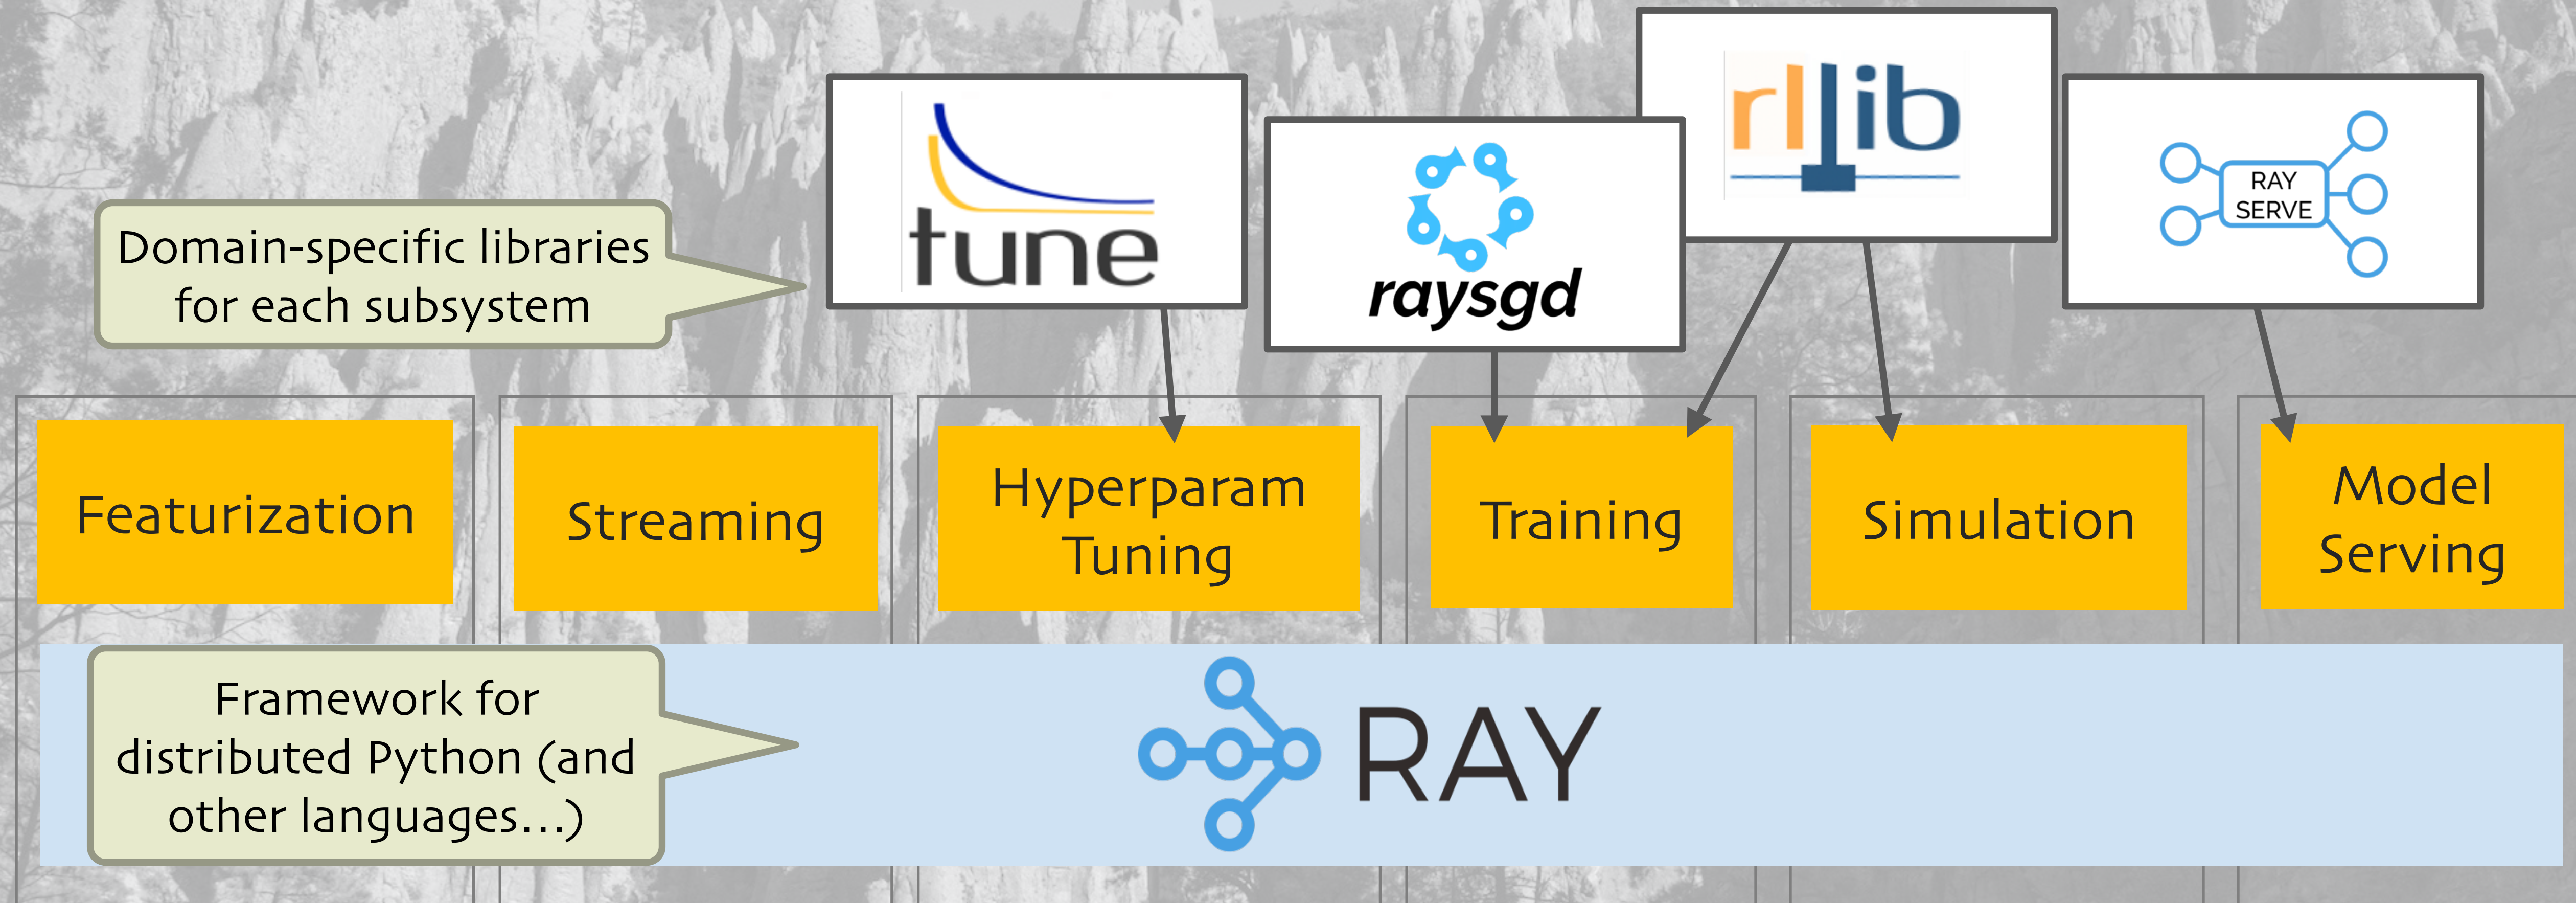 tune
raysgd
rllib
RAY
SERVE
Domain-specific libraries
for each subsystem
Featurization
Streaming
Hyperparam
Tuning
Training
Simulation
Model
Serving
Framework for
distributed Python (and
other languages...)
RAY